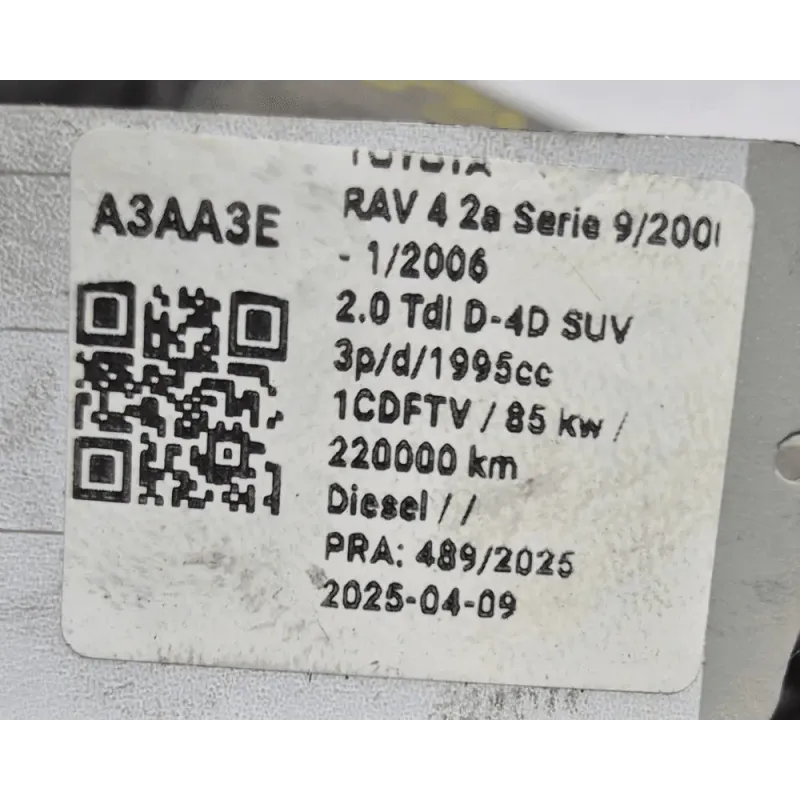 TOYOTA
A3AA3E
RAV 4 2a Serie 9/200
- 1/2006
2.0 Tdi D-4D SUV
3p/d/1995cc
1CDFTV / 85 kw /
220000 km
Diesel / /
PRA: 489/2025
2025-04-09